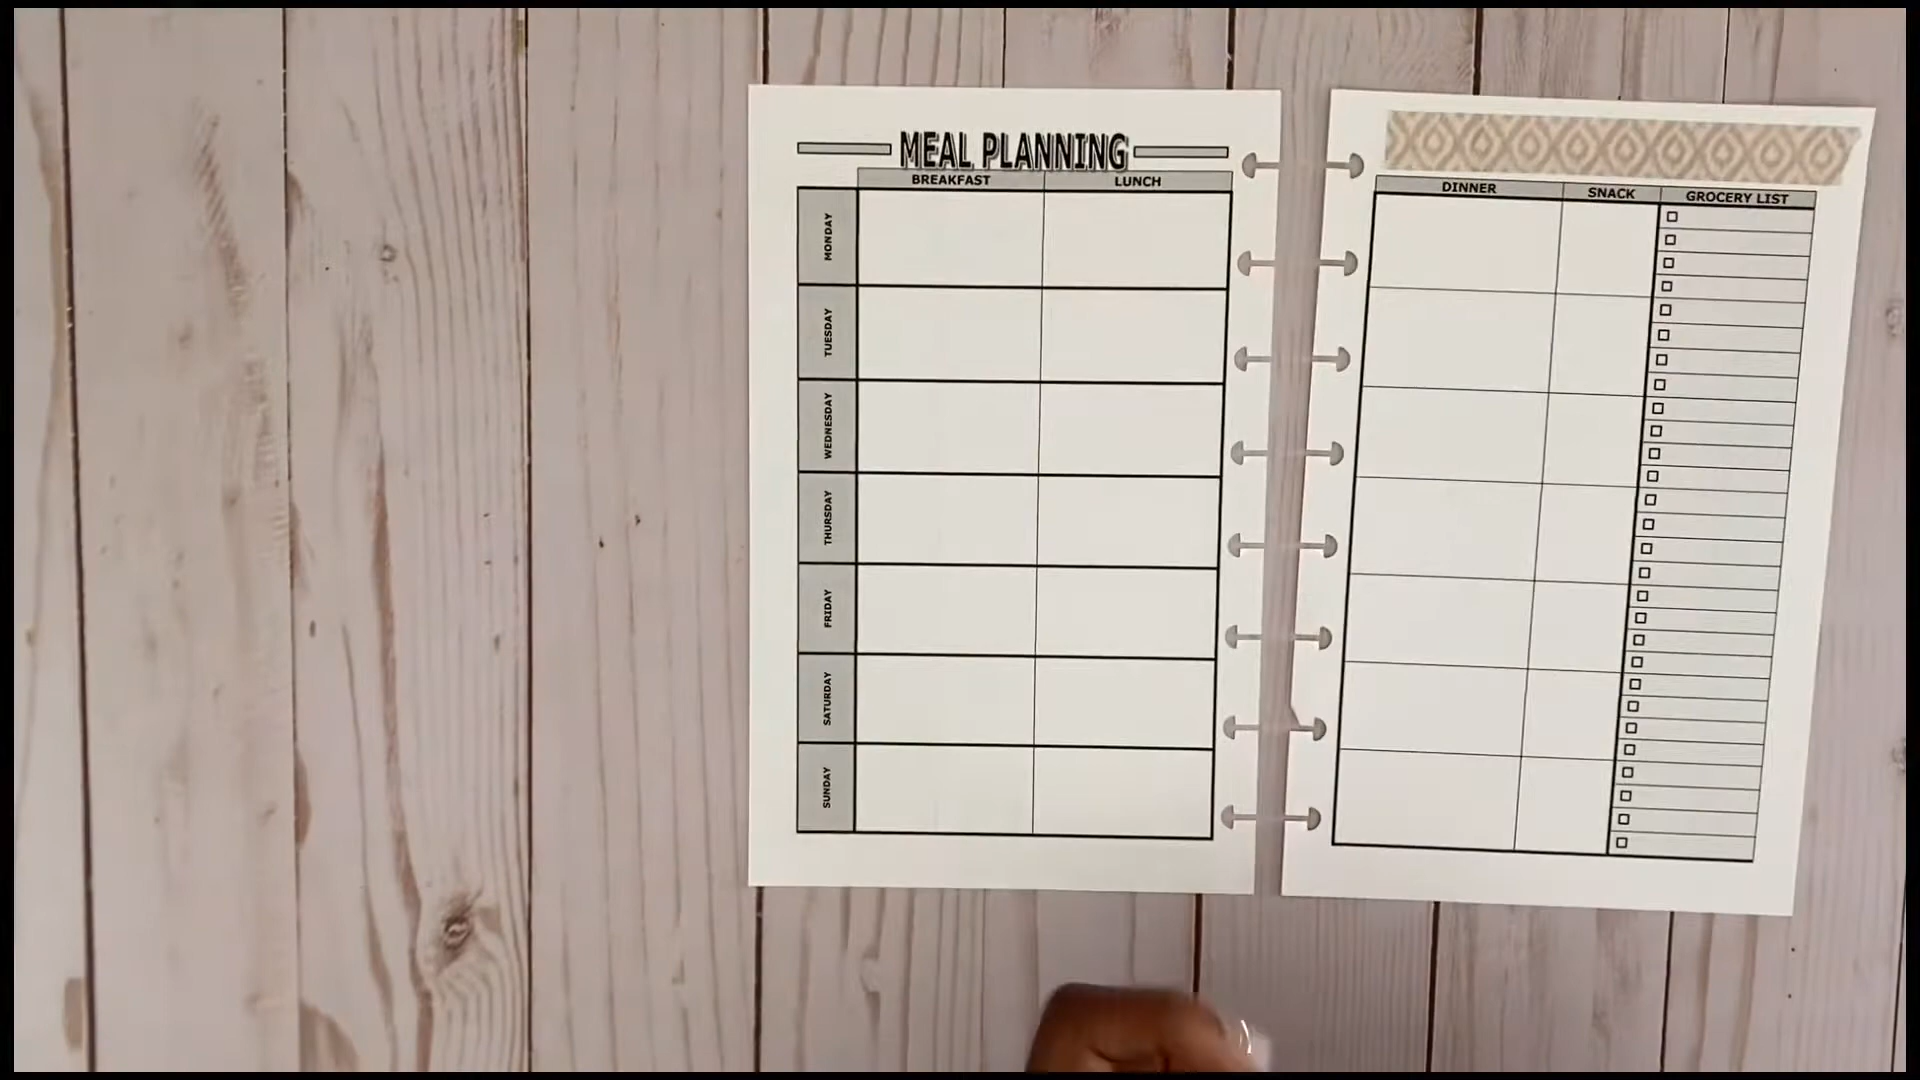 MEAL PLANNING
BREAKFAST LUNCH
MONDAY
TUESDAY
WEDNESDAY
THURSDAY
FRIDAY
SATURDAY
SUNDAY
DINNER SNACK GROCERY LIST